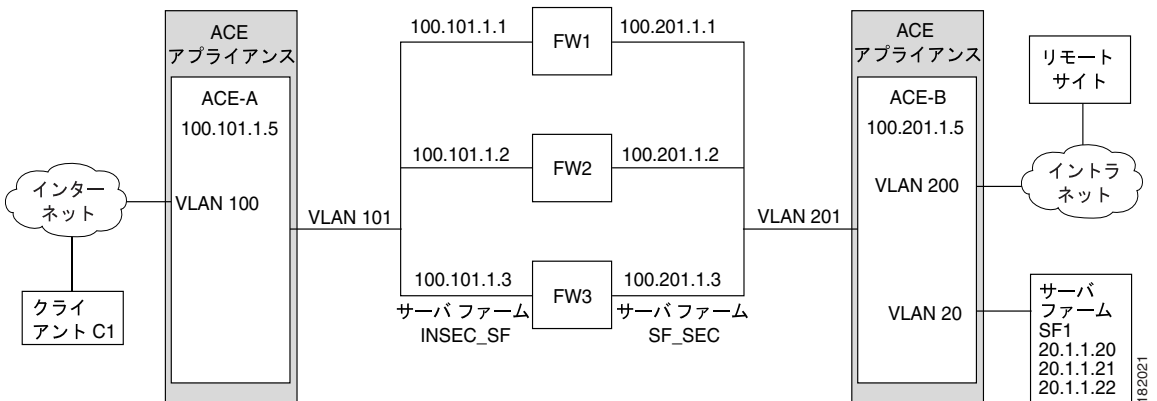 ACE
アプライアンス
ACE-A
100.101.1.5
VLAN 100
インター
ネット
クライ
アント C1
VLAN 101
100.101.1.1
FW1
100.201.1.1
100.101.1.2
FW2
100.201.1.2
100.101.1.3
FW3
100.201.1.3
サーバ ファーム
INSEC_SF
サーバ ファーム
SF_SEC
VLAN 201
ACE
アプライアンス
ACE-B
100.201.1.5
VLAN 200
VLAN 20
リモート
サイト
イントラ
ネット
サーバ
ファーム
SF1
20.1.1.20
20.1.1.21
20.1.1.22
182021